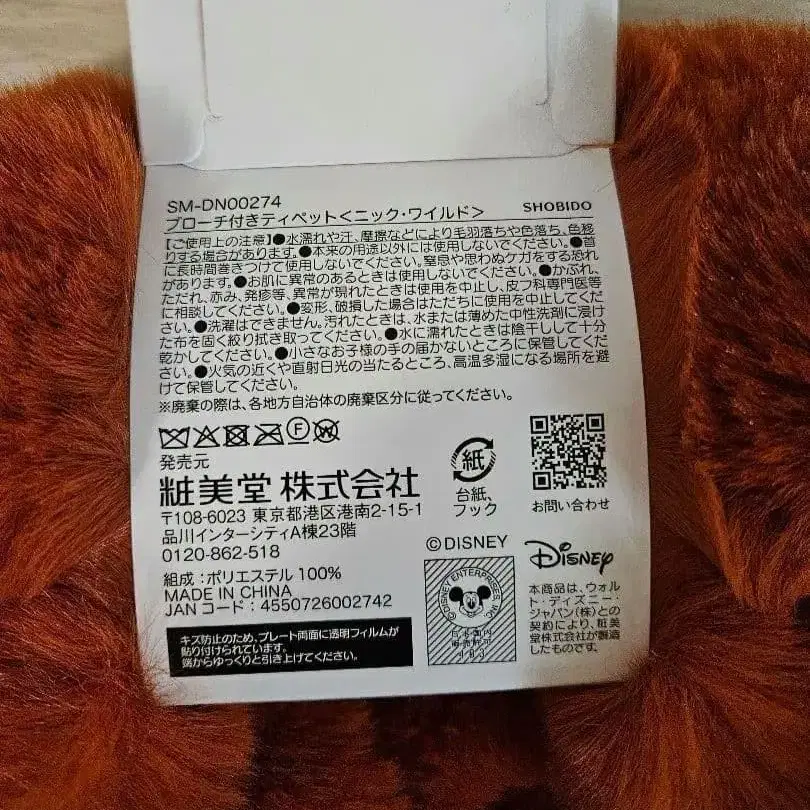 SM-DN00274
ブローチ付きティペット<ニック・ワイルド>
SHOBIDO
【ご使用上の注意】●水濡れや汗、摩擦などにより毛羽落ちや色落ち、色移
りする場合があります。●本来の用途以外には使用しないでください。●首
に長時間巻きつけて使用しないでください。窒息や思わぬケガをする恐れ
があります。●お肌に異常のあるときは使用しないでください。●かぶれ、
ただれ、赤み、発疹等、異常が現れたときは使用を中止し、皮フ科専門医等
に相談してください。●変形、破損した場合はただちに使用を中止してくださ
い。●洗濯はできません。汚れたときは、水または薄めた中性洗剤に浸け
た布を固く絞り拭き取ってください。●水に濡れたときは陰干しして十分
乾かしてください。●小さなお子様の手の届かないところに保管してくださ
い。●火気の近くや直射日光の当たるところ、高温多湿になる場所を避
けて保管してください。
※廃棄の際は、各地方自治体の廃棄区分に従ってください。
発売元
粧美堂 株式会社
〒108-6023 東京都港区港南2-15-1
品川インターシティA棟23階
0120-862-518
組成:ポリエステル 100%
MADE IN CHINA
JAN コード:4550726002742
キズ防止のため、プレート両面に透明フィルムが
貼り付けられています。
端からゆっくりと引き上げてください。
紙
台紙、
フック
お問い合わせ
©DISNEY
DISNEY
©DISNEY ENTERPRISES, INC.
日本国内
販売許可
本商品は、ウォル
ト・ディズニー・
ジャパン(株)との
契約により、粧美
堂株式会社が製造
したものです。